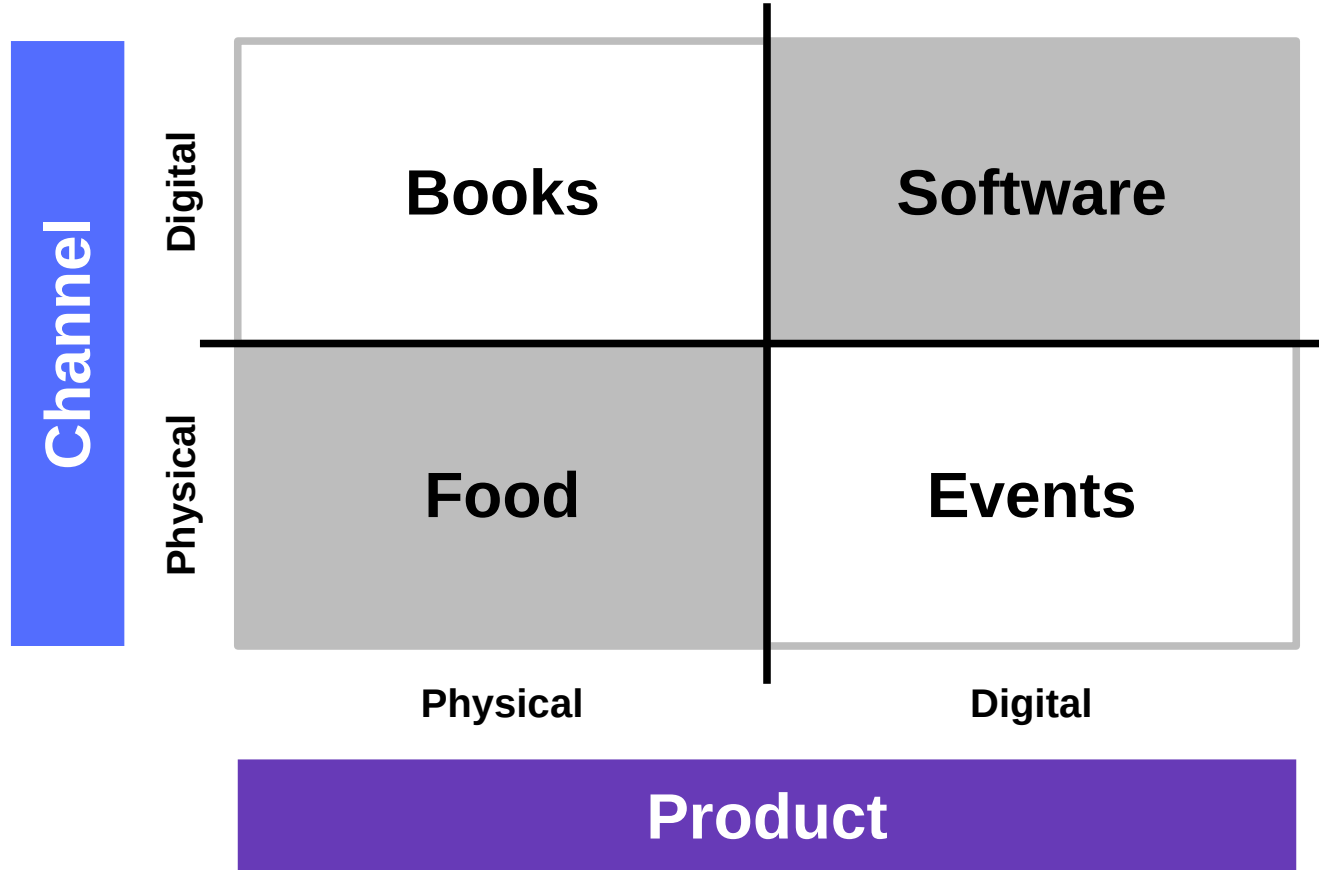 Channel
Digital
Books
Software
Physical
Food
Events
Physical
Digital
Product